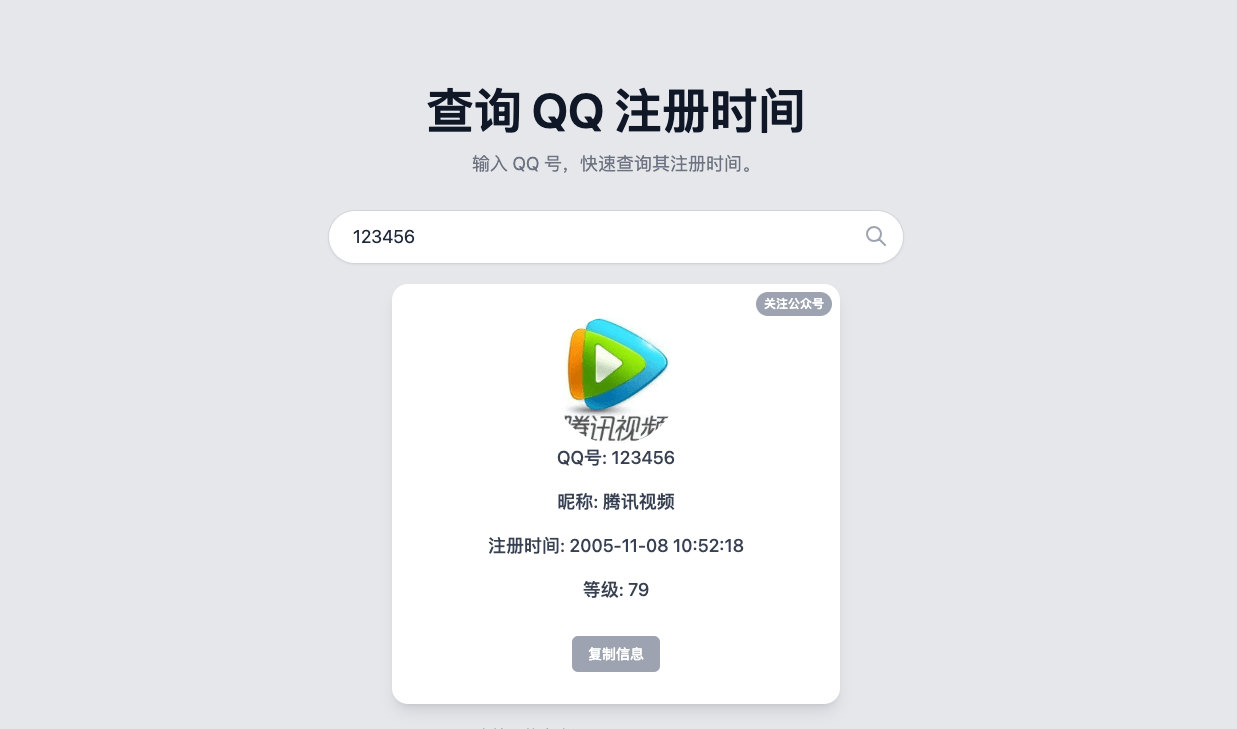 查询 QQ 注册时间
输入 QQ 号，快速查询其注册时间。
123456
关注公众号
腾讯视频
QQ号: 123456
昵称: 腾讯视频
注册时间: 2005-11-08 10:52:18
等级: 79
复制信息